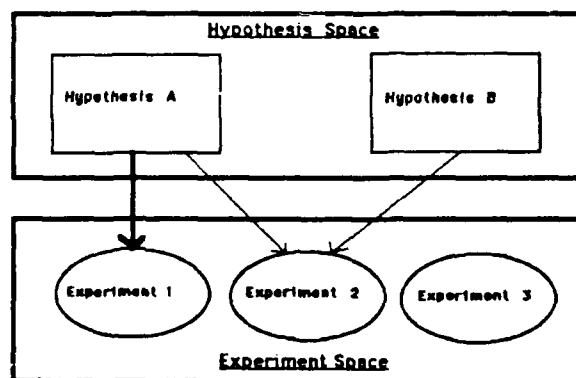 Hypothesis Space
Hypothesis A
Hypothesis B
Experiment 1
Experiment 2
Experiment 3
Experiment Space